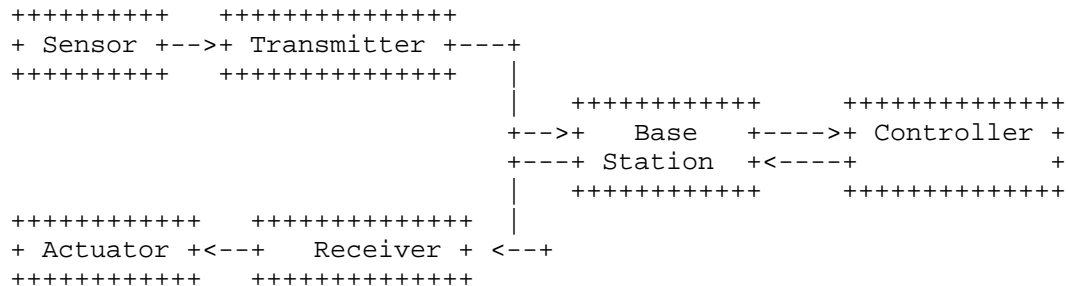 ++++++++++   +++++++++++++++
+ Sensor +-->+ Transmitter +---+
++++++++++   +++++++++++++++   |
                               |   ++++++++++++     ++++++++++++++
                               +-->+   Base   +---->+ Controller +
                               +---+ Station  +<----+            +
                               |   ++++++++++++     ++++++++++++++
++++++++++++   ++++++++++++++  |
+ Actuator +<--+   Receiver + <--+
++++++++++++   ++++++++++++++